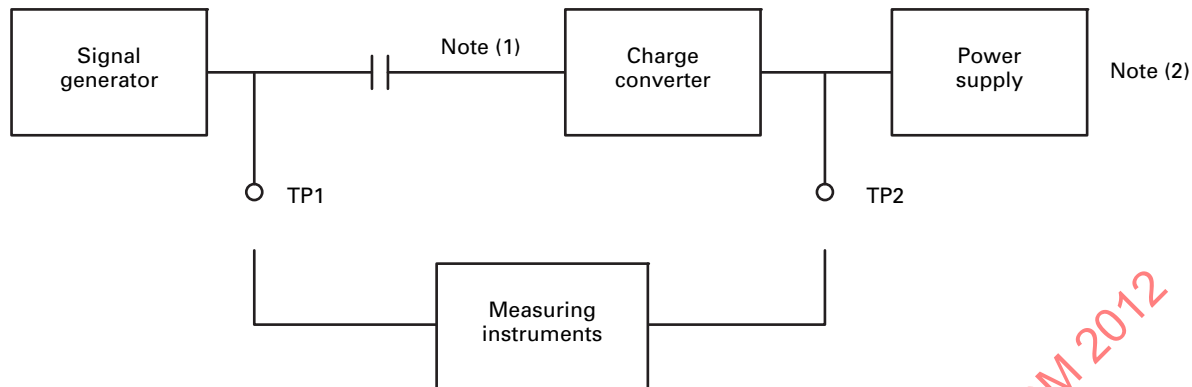 Signal
generator
Note (1)
Charge
converter
Power
supply
Note (2)
TP1
TP2
Measuring
instruments
M 2012